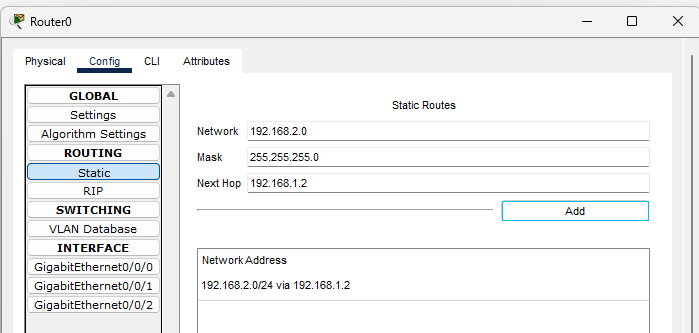 Router0
Physical Config CLI Attributes
GLOBAL
Settings
Algorithm Settings
ROUTING
Static
RIP
SWITCHING
VLAN Database
INTERFACE
GigabitEthernet0/0/0
GigabitEthernet0/0/1
GigabitEthernet0/0/2
Static Routes
Network 192.168.2.0
Mask 255.255.255.0
Next Hop 192.168.1.2
Add
Network Address
192.168.2.0/24 via 192.168.1.2